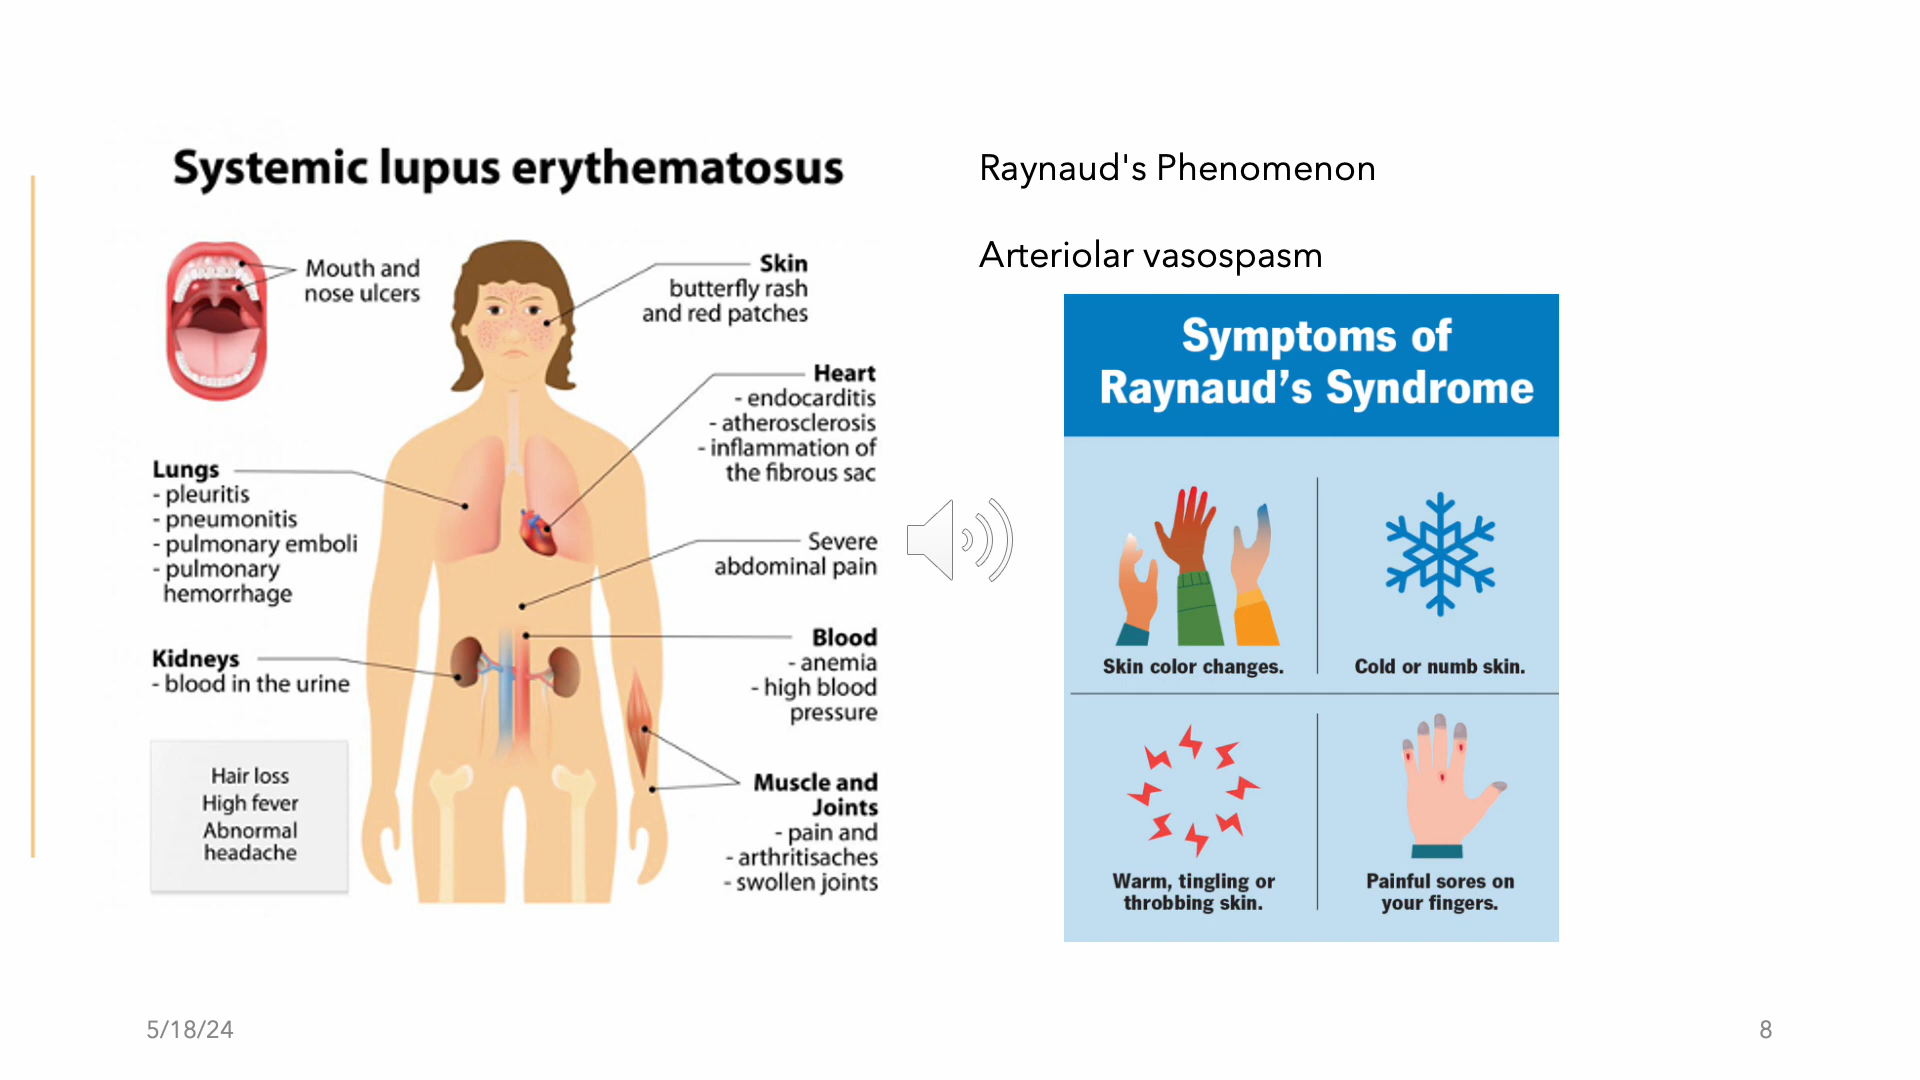 Systemic lupus erythematosus
Mouth and
nose ulcers
Skin
butterfly rash
and red patches
Heart
- endocarditis
- atherosclerosis
- inflammation of
the fibrous sac
Lungs
- pleuritis
- pneumonitis
- pulmonary emboli
- pulmonary
hemorrhage
Severe
abdominal pain
Kidneys
- blood in the urine
Blood
- anemia
- high blood
pressure
Hair loss
High fever
Abnormal
headache
Muscle and
Joints
- pain and
- arthritisaches
- swollen joints
Raynaud's Phenomenon
Arteriolar vasospasm
Symptoms of
Raynaud’s Syndrome
Skin color changes.
Cold or numb skin.
Warm, tingling or
throbbing skin.
Painful sores on
your fingers.
5/18/24
8